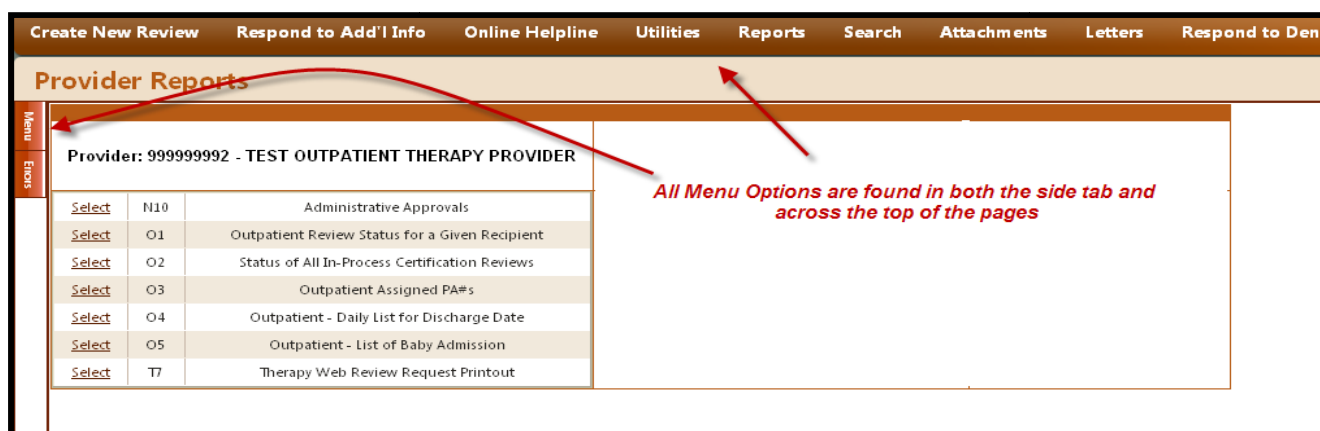 Create New Review Respond to Add'l Info Online Helpline Utilities Reports Search Attachments Letters Respond to Den
Provider Reports
Menu
Errors
Provider: 999999992 - TEST OUTPATIENT THERAPY PROVIDER
All Menu Options are found in both the side tab and
across the top of the pages
Select N10 Administrative Approvals
Select O1 Outpatient Review Status for a Given Recipient
Select O2 Status of All In-Process Certification Reviews
Select O3 Outpatient Assigned PA#s
Select O4 Outpatient - Daily List for Discharge Date
Select O5 Outpatient - List of Baby Admission
Select T7 Therapy Web Review Request Printout